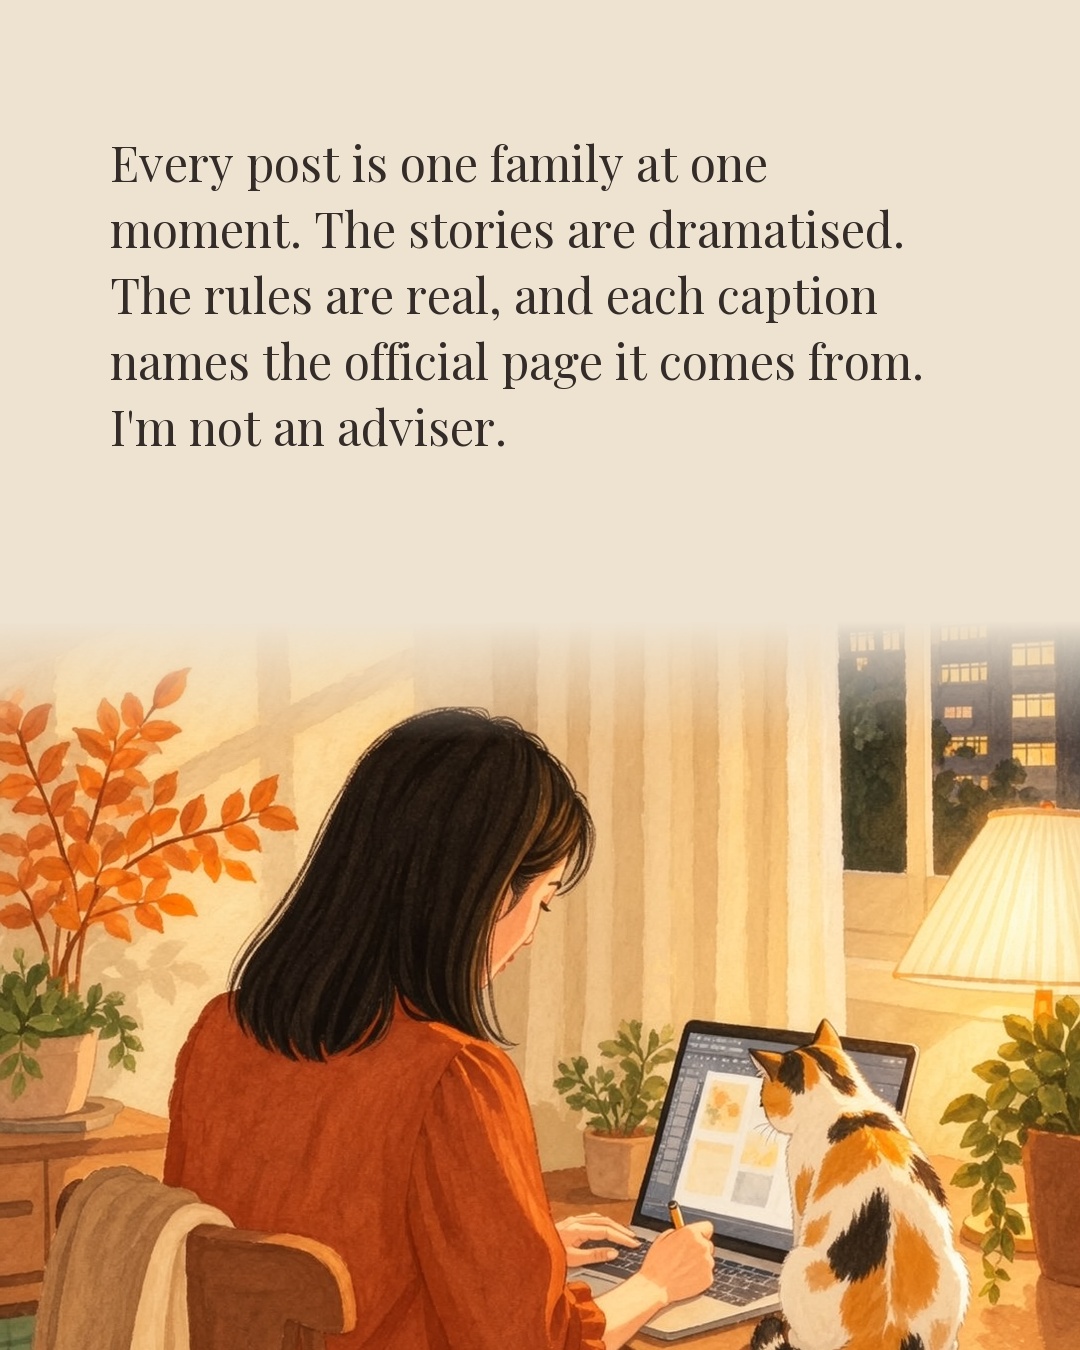 Every post is one family at one
moment. The stories are dramatised.
The rules are real, and each caption
names the official page it comes from.
I'm not an adviser.